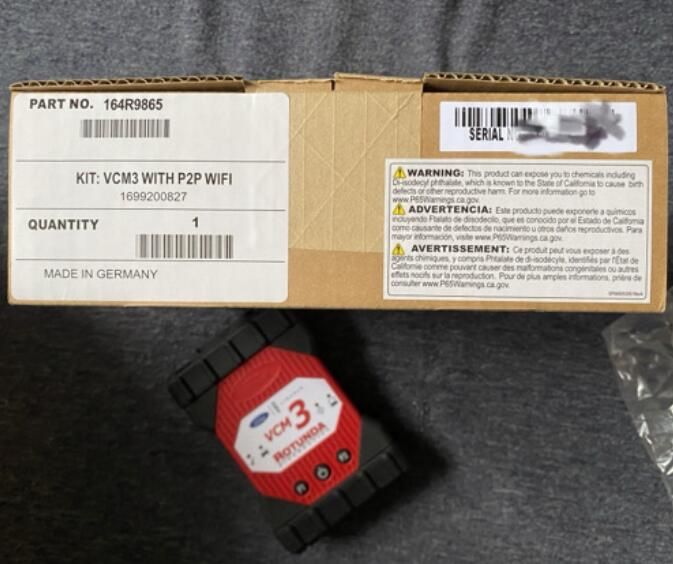 PART NO. 164R9865
KIT: VCM3 WITH P2P WIFI
1699200827
QUANTITY 1
MADE IN GERMANY
SERIAL
WARNING: This product can expose you to chemicals including
Di-isodecyl phthalate, which is known to the State of California to cause birth
defects or other reproductive harm. For more information go to
www.P65Warnings.ca.gov.
ADVERTENCIA: Este producto puede exponerle a químicos
incluyendo Ftalato de diisodecilo, que es conocido por el Estado de California
como causante de defectos de nacimiento u otros daños reproductivos. Para
mayor información, visite www.P65Warnings.ca.gov.
AVERTISSEMENT: Ce produit peut vous exposer à des
agents chimiques, y compris Phtalate de di-isodécyle, identifiés par l'État de
Californie comme pouvant causer des malformations congénitales ou autres
effets nocifs sur la reproduction. Pour de plus amples informations, prière de
consulter www.P65Warnings.ca.gov.
Ford
VCM 3
ROTUNDA